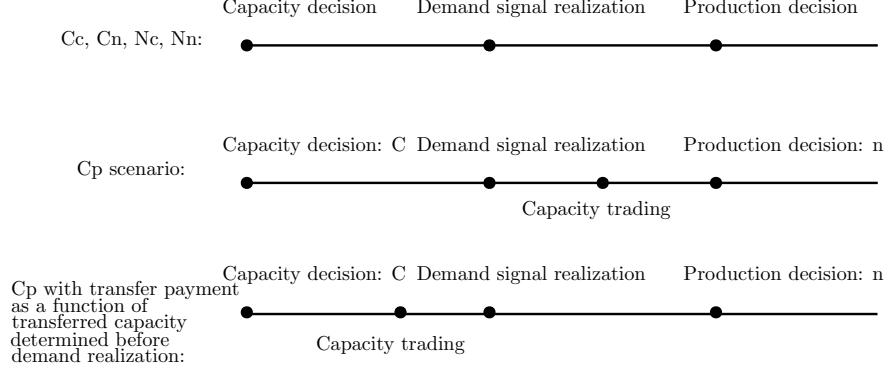 Capacity decision Demand signal realization Production decision
Cc, Cn, Nc, Nn:
Capacity decision: C Demand signal realization Production decision: n
Cp scenario:
Capacity trading
Capacity decision: C Demand signal realization Production decision: n
Cp with transfer payment
as a function of
transferred capacity
determined before
demand realization:
Capacity trading